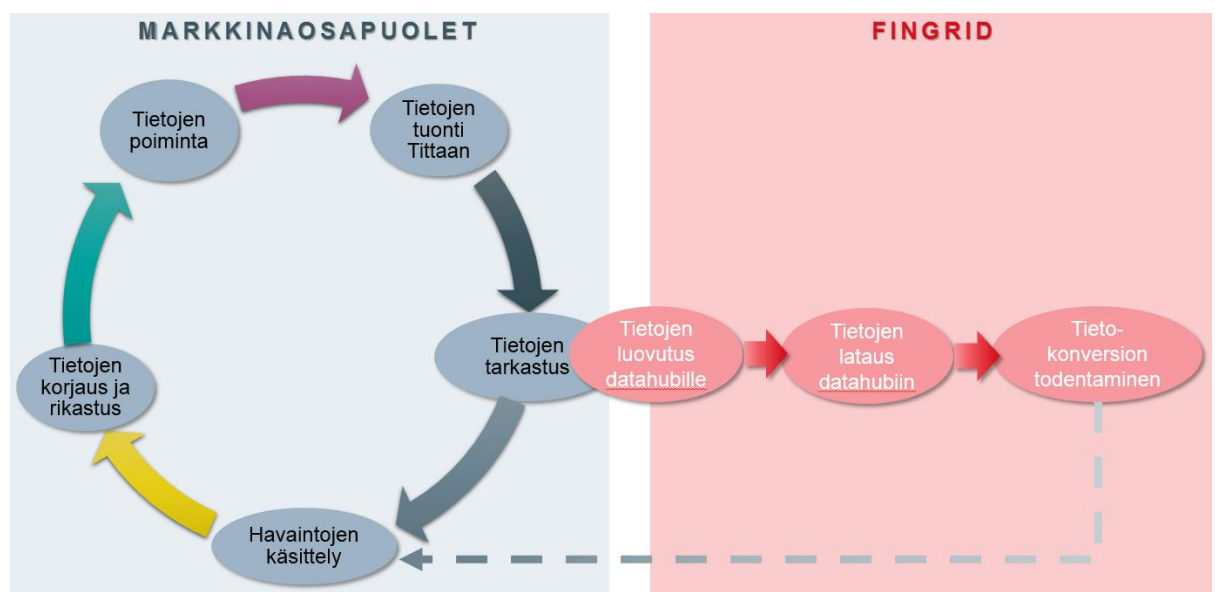 MARKKINAOSAPUOLET
FINGRID
Tietojen
poiminta
Tietojen
tuonti
Tittaan
Tietojen
tarkastus
Tietojen
luovutus
datahubille
Tietojen
lataus
datahubiin
Tieto-
konversion
todentaminen
Tietojen
korjaus ja
rikastus
Havaintojen
käsittely